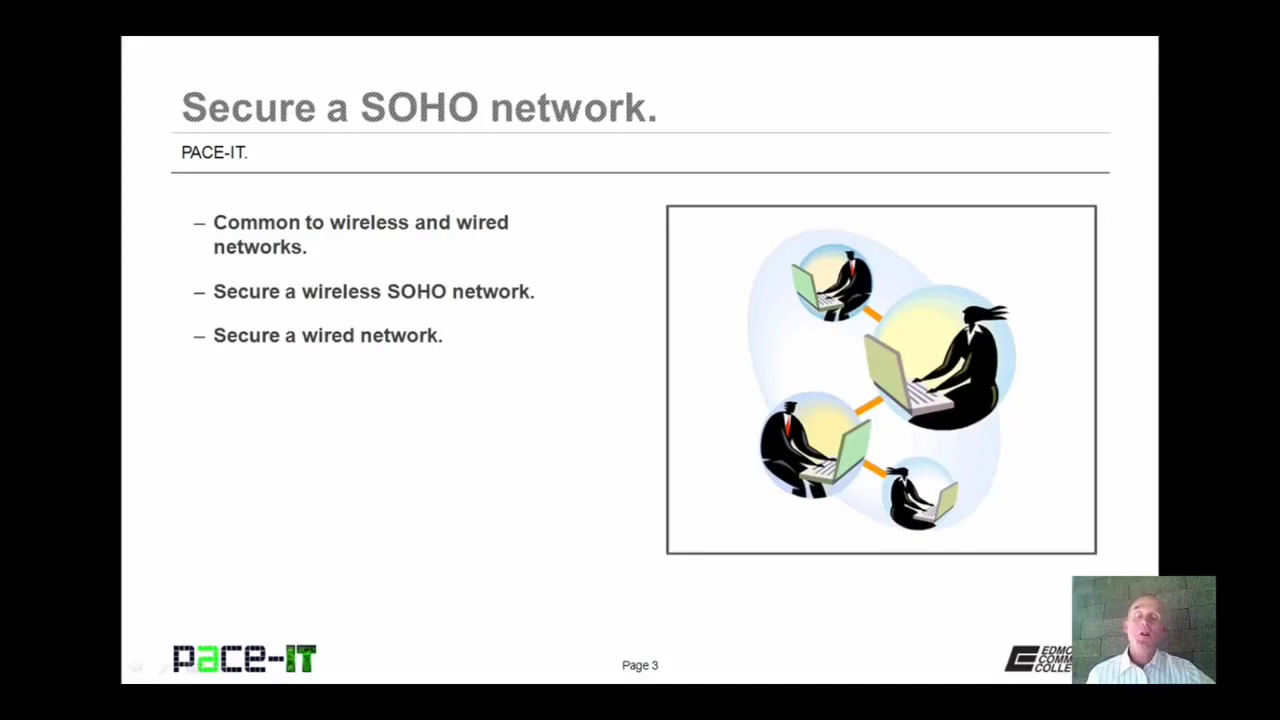 Secure a SOHO network.
PACE-IT.
– Common to wireless and wired
networks.
– Secure a wireless SOHO network.
– Secure a wired network.
pace-IT
Page 3